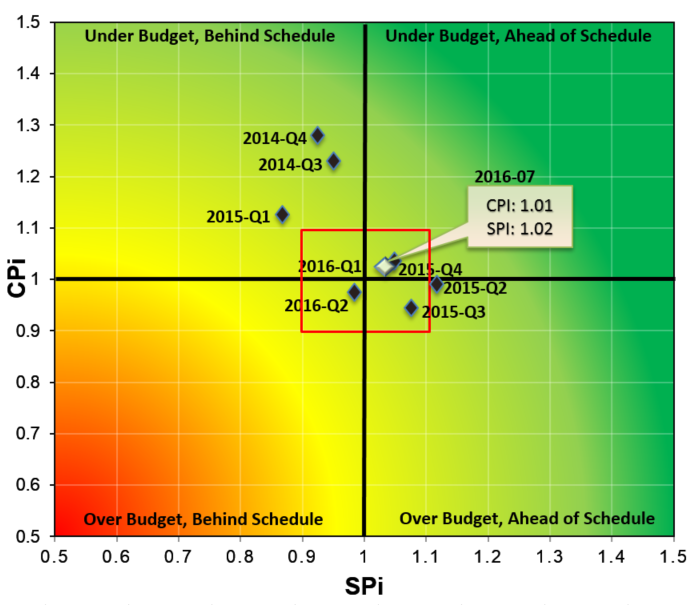 1.5
Under Budget, Behind Schedule
Under Budget, Ahead of Schedule
1.4
1.3
2014-Q4
2014-Q3
1.2
2016-07
CPI: 1.01
SPI: 1.02
2015-Q1
1.1
2016-Q1
2015-Q4
CPi
1
2015-Q2
2016-Q2
2015-Q3
0.9
0.8
0.7
0.6
Over Budget, Behind Schedule
Over Budget, Ahead of Schedule
0.5
0.5
0.6
0.7
0.8
0.9
1
1.1
1.2
1.3
1.4
1.5
SPi